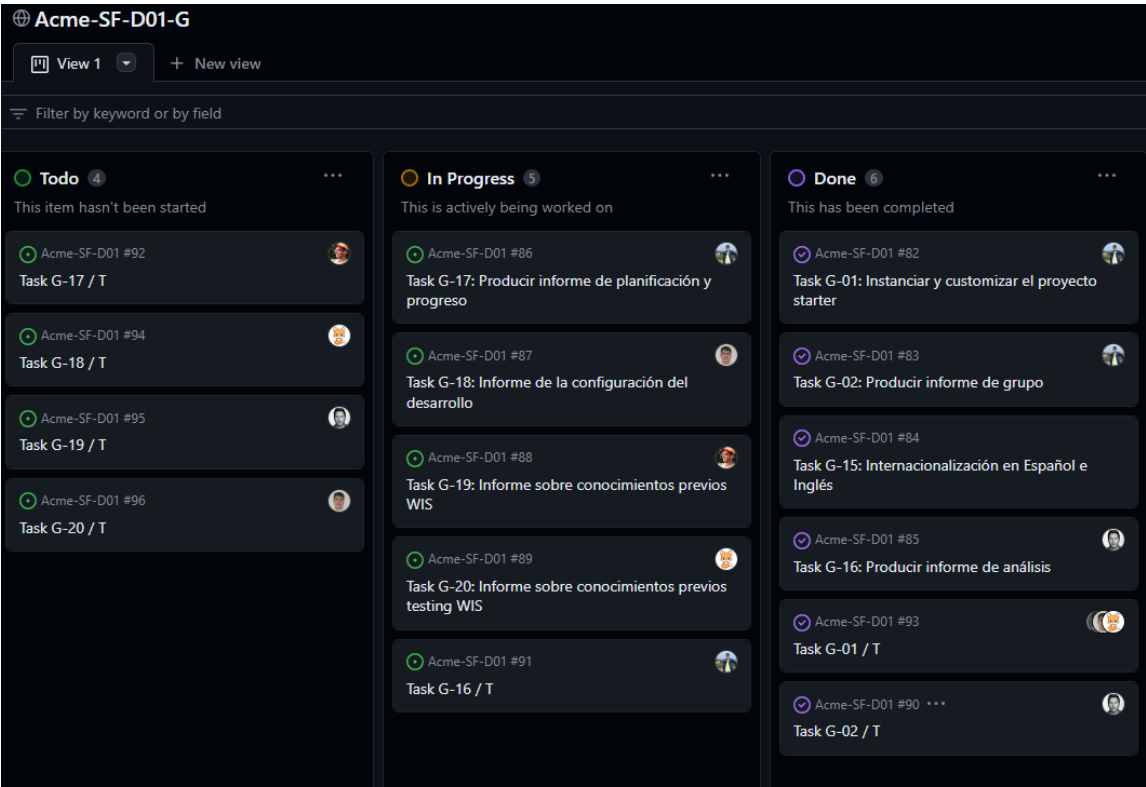 Acme-SF-D01-G
View 1
New view
Filter by keyword or by field
Todo 4
This item hasn't been started
Acme-SF-D01 #92
Task G-17 / T
Acme-SF-D01 #94
Task G-18 / T
Acme-SF-D01 #95
Task G-19 / T
Acme-SF-D01 #96
Task G-20 / T
In Progress 5
This is actively being worked on
Acme-SF-D01 #86
Task G-17: Producir informe de planificación y
progreso
Acme-SF-D01 #87
Task G-18: Informe de la configuración del
desarrollo
Acme-SF-D01 #88
Task G-19: Informe sobre conocimientos previos
WIS
Acme-SF-D01 #89
Task G-20: Informe sobre conocimientos previos
testing WIS
Acme-SF-D01 #91
Task G-16 / T
Done 6
This has been completed
Acme-SF-D01 #82
Task G-01: Instanciar y customizar el proyecto
starter
Acme-SF-D01 #83
Task G-02: Producir informe de grupo
Acme-SF-D01 #84
Task G-15: Internacionalización en Español e
Inglés
Acme-SF-D01 #85
Task G-16: Producir informe de análisis
Acme-SF-D01 #93
Task G-01 / T
Acme-SF-D01 #90
Task G-02 / T